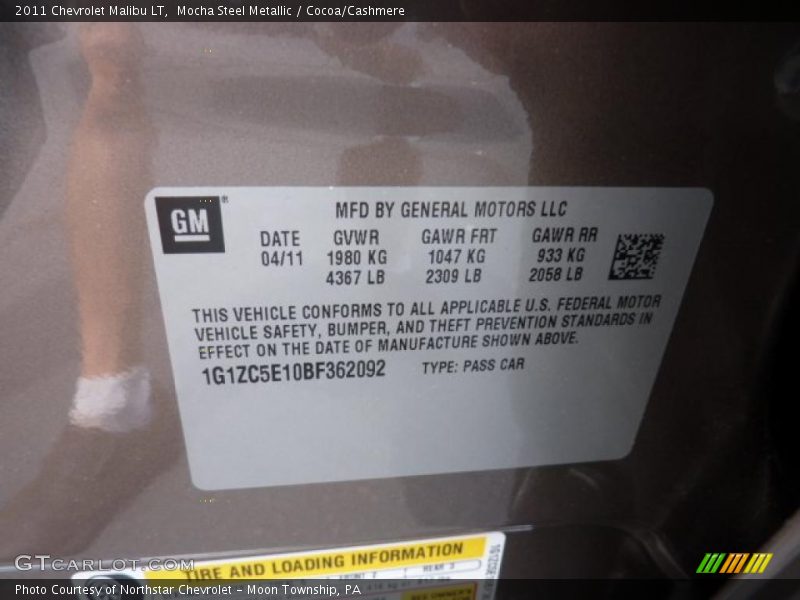 2011 Chevrolet Malibu LT, Mocha Steel Metallic / Cocoa/Cashmere
GM ®
MFD BY GENERAL MOTORS LLC
DATE GVWR GAWR FRT GAWR RR
04/11 1980 KG 1047 KG 933 KG
4367 LB 2309 LB 2058 LB
THIS VEHICLE CONFORMS TO ALL APPLICABLE U.S. FEDERAL MOTOR
VEHICLE SAFETY, BUMPER, AND THEFT PREVENTION STANDARDS IN
EFFECT ON THE DATE OF MANUFACTURE SHOWN ABOVE.
1G1ZC5E10BF362092 TYPE: PASS CAR
TIRE AND LOADING INFORMATION
GTcarlot.com
Photo Courtesy of Northstar Chevrolet - Moon Township, PA